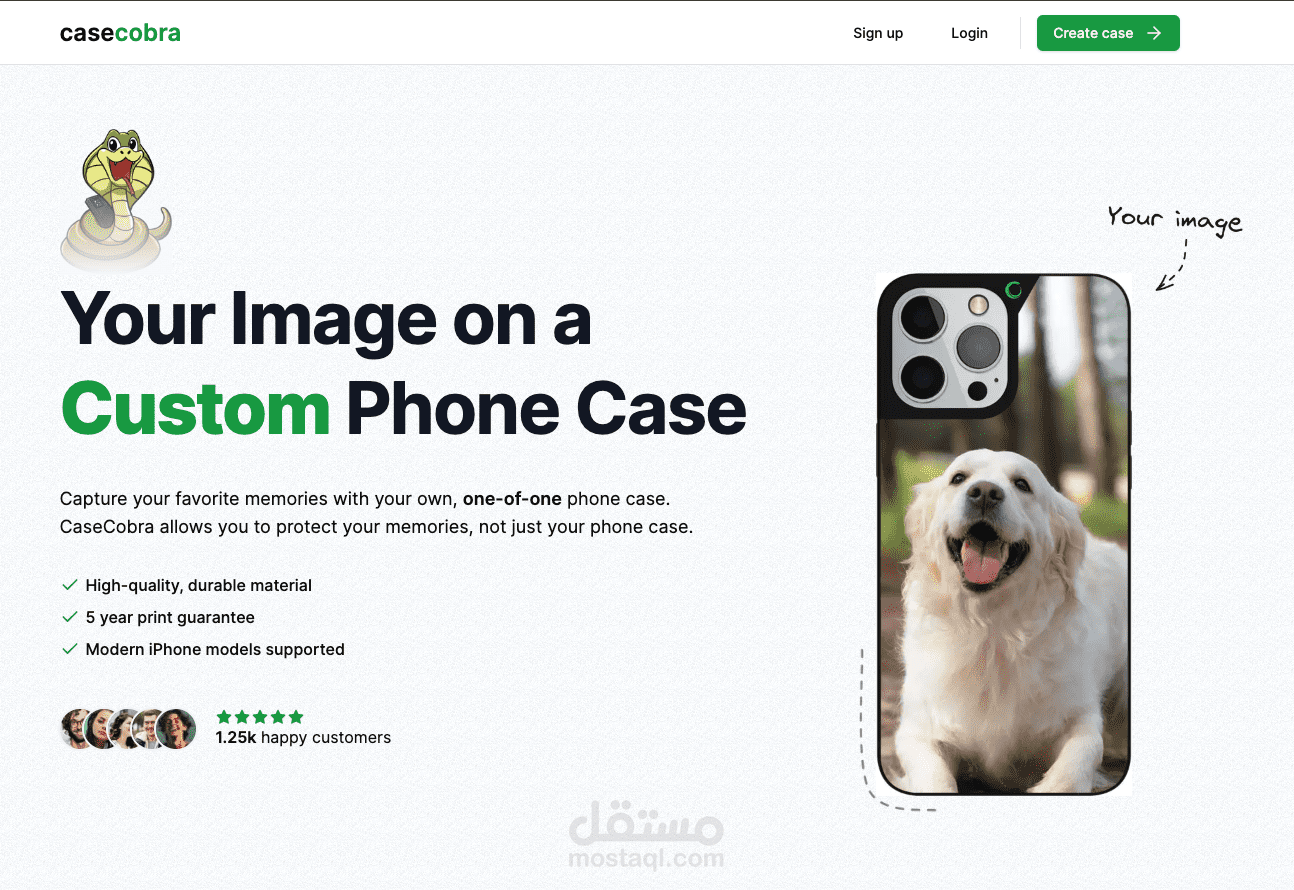 casecobra
Sign up
Login
Create case
Your image
Your Image on a
Custom Phone Case
Capture your favorite memories with your own, one-of-one phone case.
CaseCobra allows you to protect your memories, not just your phone case.
High-quality, durable material
5 year print guarantee
Modern iPhone models supported
1.25k happy customers
مستقل
mostaql.com